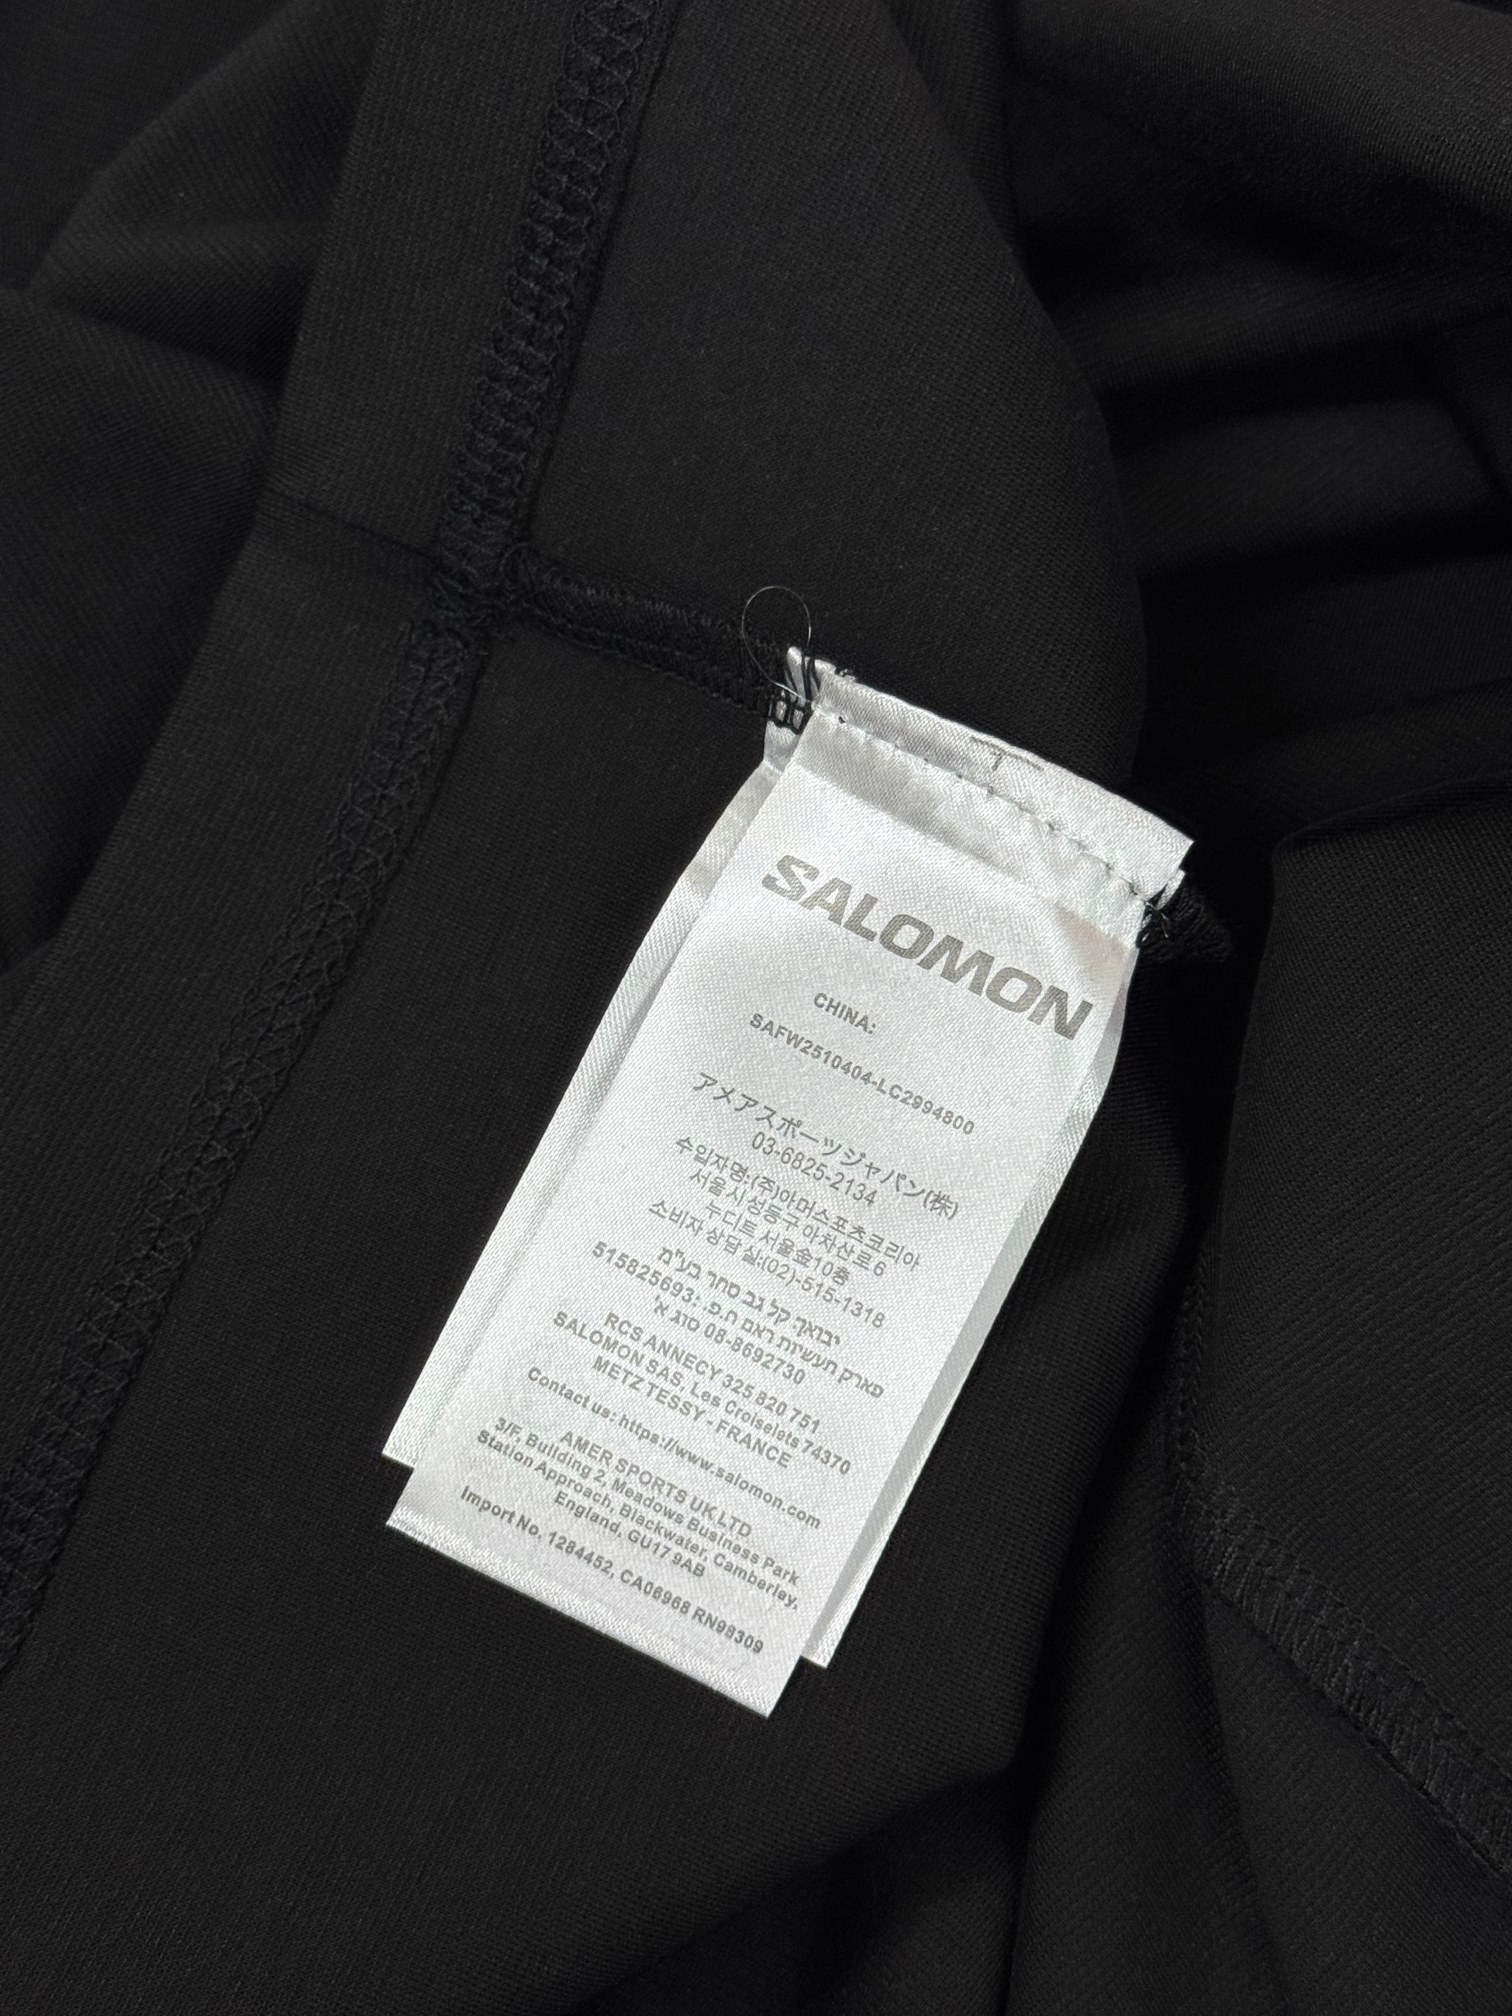 SALOMON
CHINA:
SAFW2510404-LC2994800
アメアスポーツジャパン(株)
03-6825-2134
수입자명:(주)아머스포츠코리아
서울시 성동구 아차산로 6
누디트 서울숲 10층
소비자 상담실:(02)-515-1318
יבואן: קל גב סחר בע"מ
פארק תעשיות ראם ח.פ.: 515825693
08-8692730 סוג א'
RCS ANNECY 325 820 751
SALOMON SAS, Les Croiselets 74370
METZ TESSY - FRANCE
Contact us: https://www.salomon.com
AMER SPORTS UK LTD
3/F, Building 2, Meadows Business Park
Station Approach, Blackwater, Camberley,
England, GU17 9AB
Import No. 1284452, CA06968 RN98309